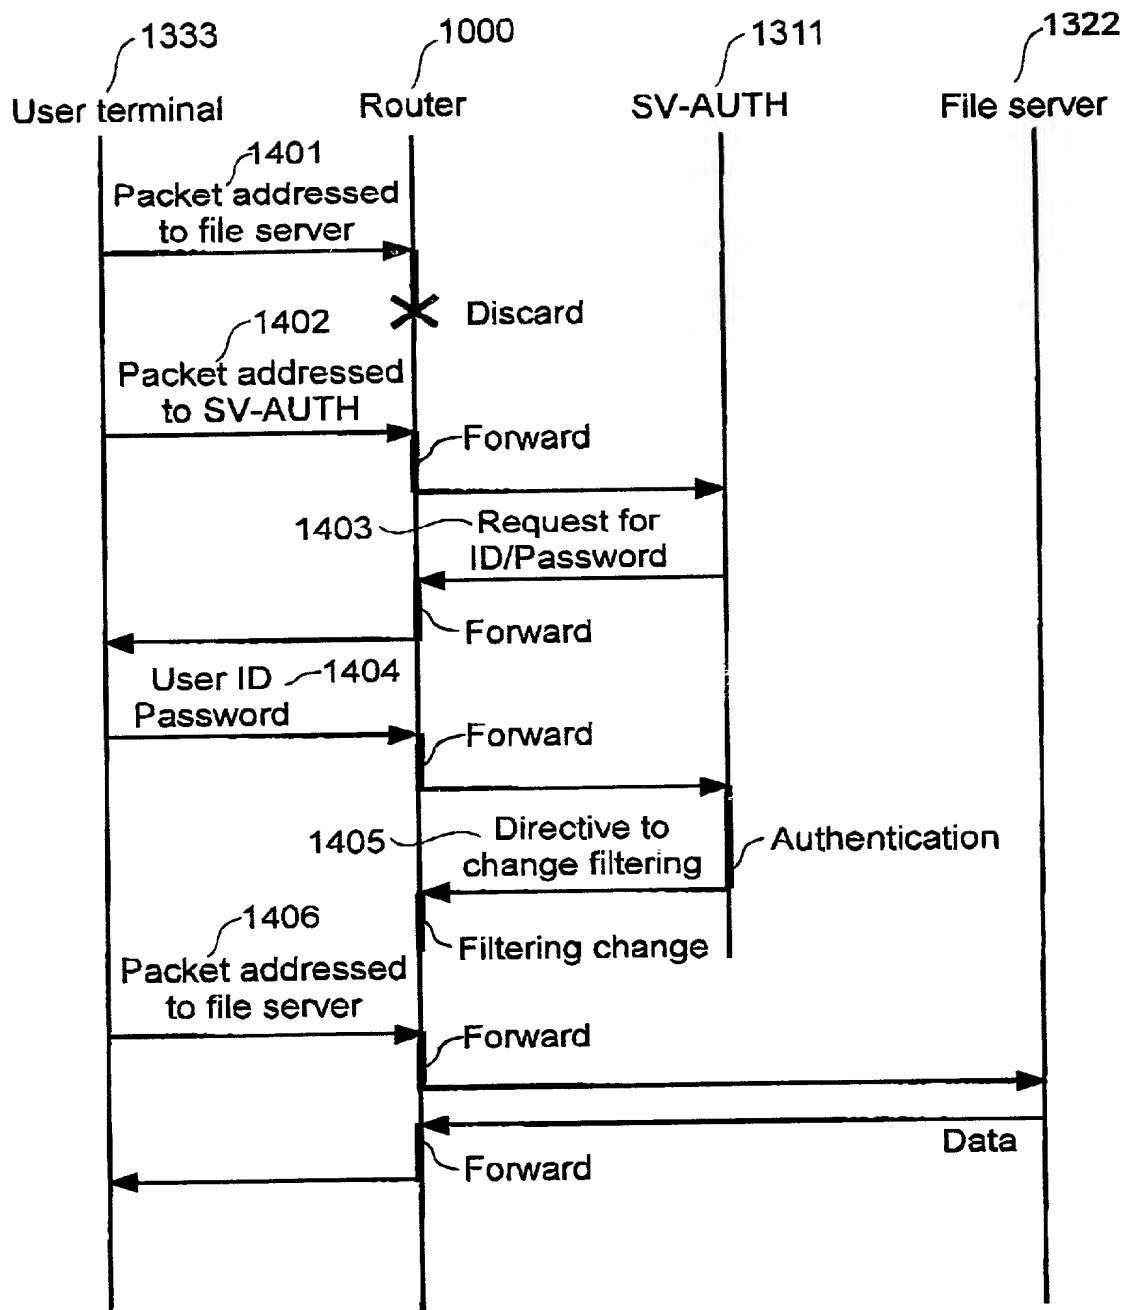 1333
1000
1311
1322
User terminal
Router
SV-AUTH
File server
1401
Packet addressed
to file server
Discard
1402
Packet addressed
to SV-AUTH
Forward
1403
Request for
ID/Password
Forward
User ID
1404
Password
Forward
1405
Directive to
change filtering
Authentication
1406
Filtering change
Packet addressed
to file server
Forward
Data
Forward